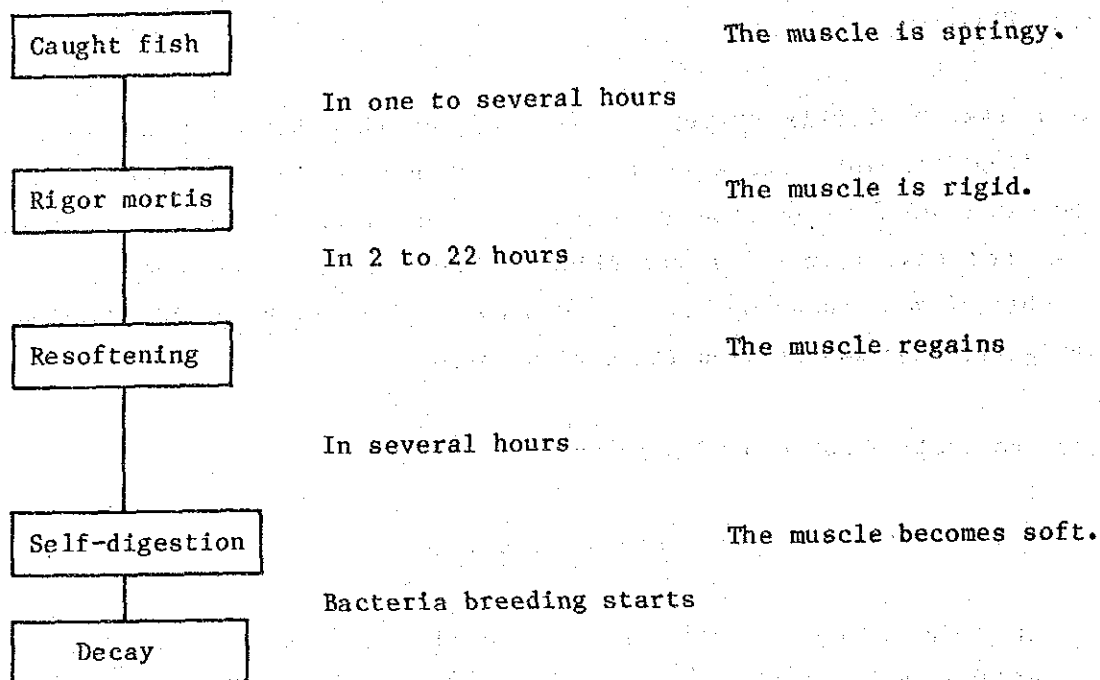 Caught fish
The muscle is springy.
In one to several hours
Rigor mortis
The muscle is rigid.
In 2 to 22 hours
Resoftening
The muscle regains
In several hours
Self-digestion
The muscle becomes soft.
Bacteria breeding starts
Decay